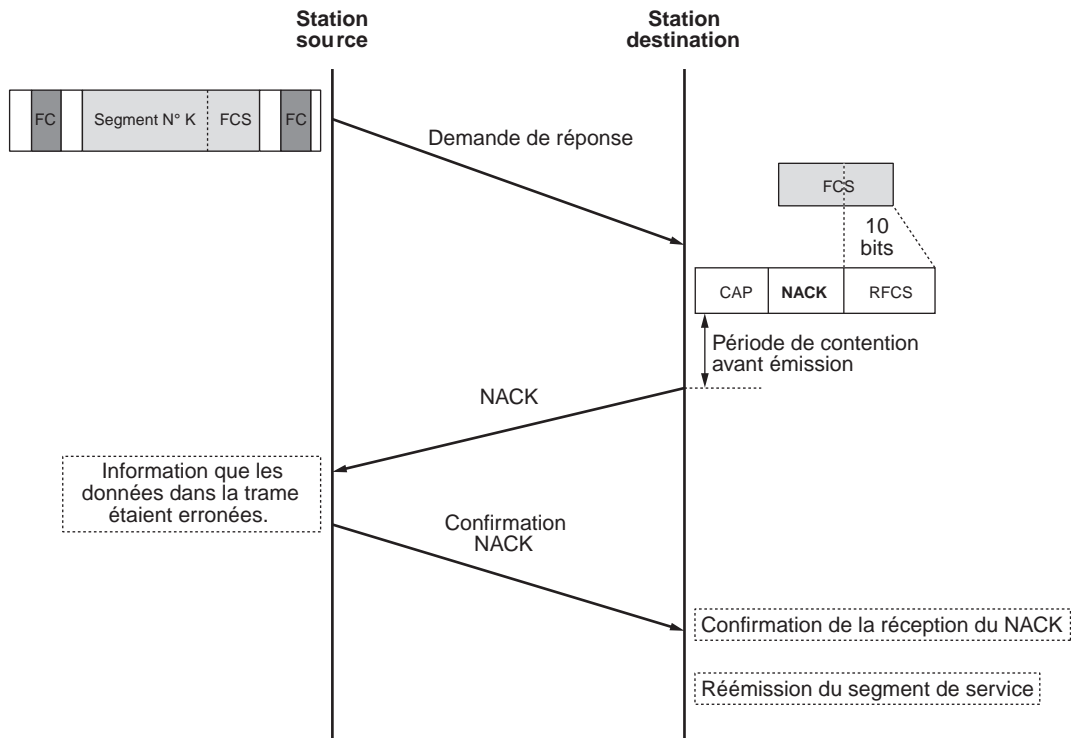 Station
source
Station
destination
FC
Segment N° K
FCS
FC
Demande de réponse
FCS
10
bits
CAP
NACK
RFCS
Période de contention
avant émission
NACK
Information que les
données dans la trame
étaient erronées.
Confirmation
NACK
Confirmation de la réception du NACK
Réémission du segment de service